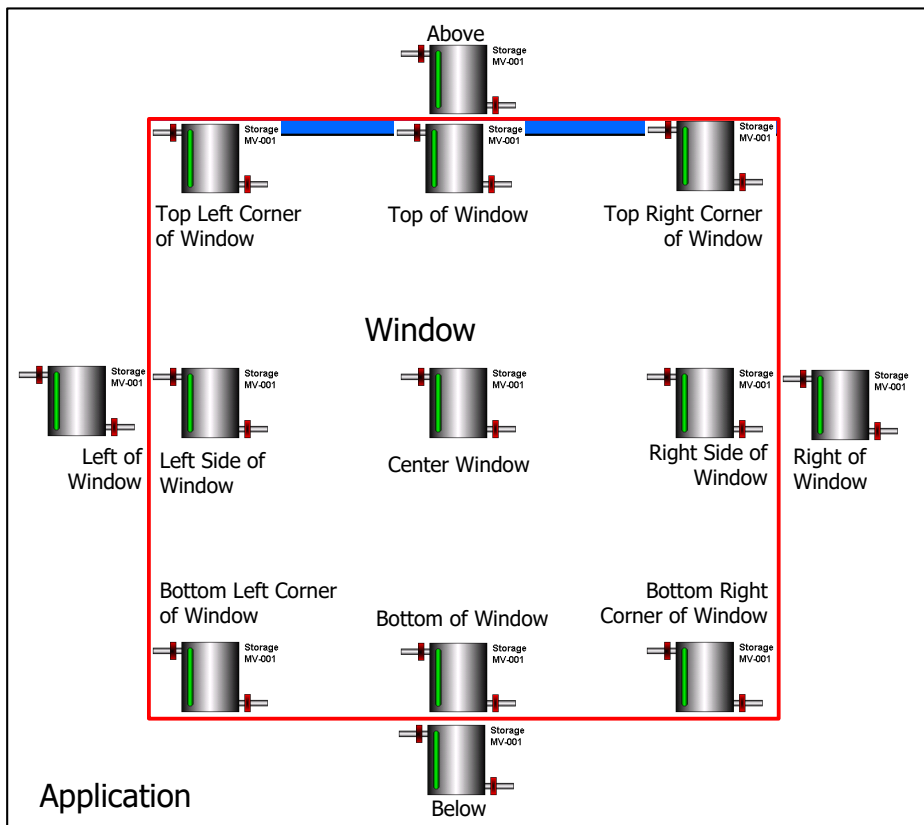 Above
Storage
MV-001
Storage
MV-001
Storage
MV-001
Storage
MV-001
Top Left Corner
of Window
Top of Window
Top Right Corner
of Window
Window
Storage
MV-001
Storage
MV-001
Storage
MV-001
Storage
MV-001
Storage
MV-001
Left of
Window
Left Side of
Window
Center Window
Right Side of
Window
Right of
Window
Bottom Left Corner
of Window
Bottom of Window
Bottom Right
Corner of Window
Storage
MV-001
Storage
MV-001
Storage
MV-001
Storage
MV-001
Application
Below